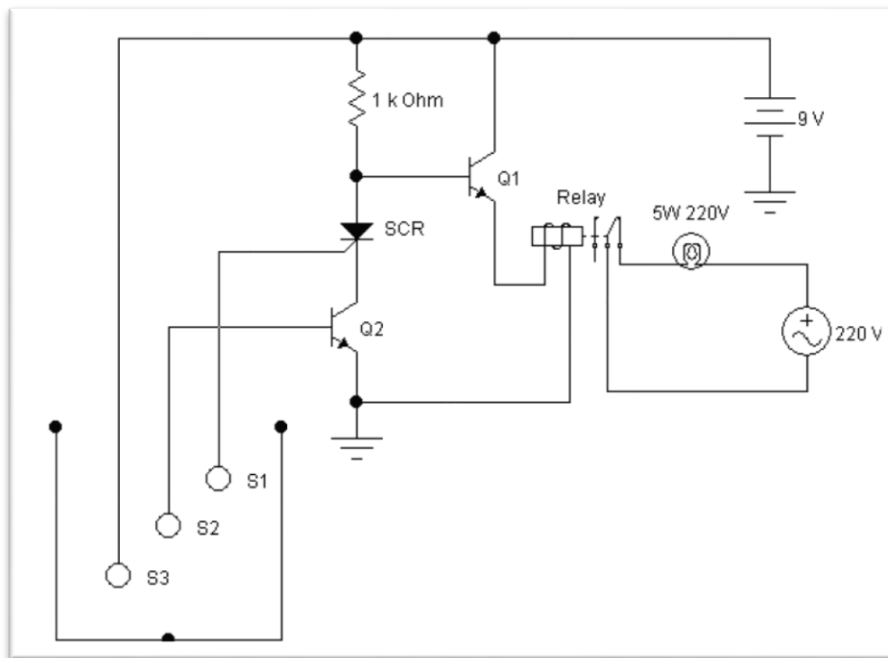 1 k Ohm
9 V
Q1
Relay
5W 220V
SCR
Q2
220 V
S1
S2
S3